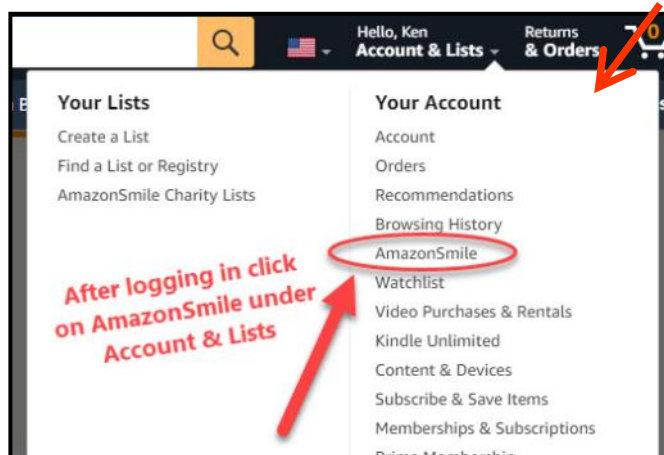 Hello, Ken
Account & Lists
Returns
& Orders
0
Your Lists
Create a List
Find a List or Registry
AmazonSmile Charity Lists
Your Account
Account
Orders
Recommendations
Browsing History
AmazonSmile
Watchlist
Video Purchases & Rentals
Kindle Unlimited
Content & Devices
Subscribe & Save Items
Memberships & Subscriptions
Prime Membership
After logging in click
on AmazonSmile under
Account & Lists